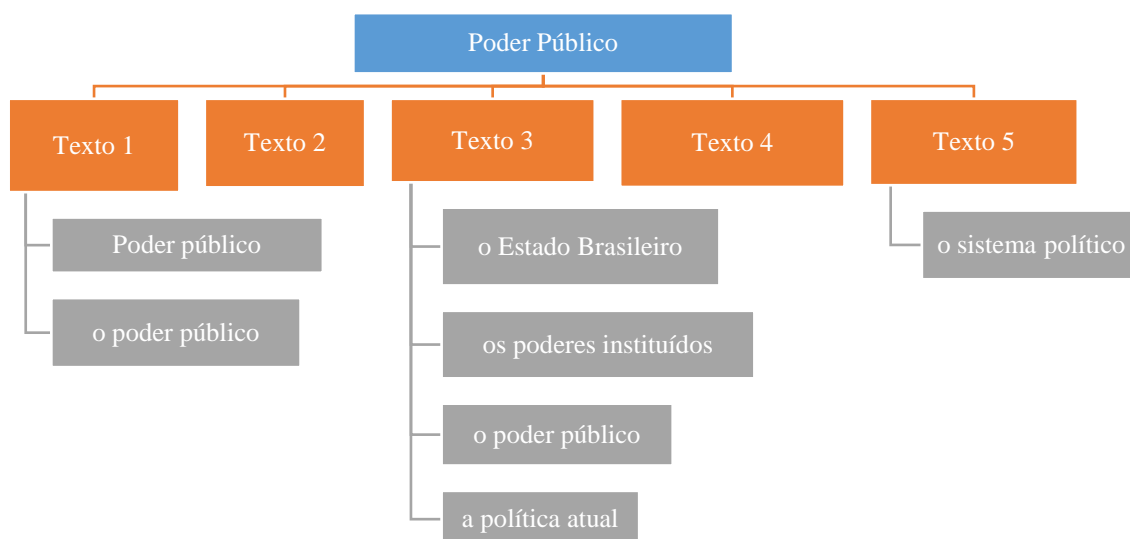 Poder Público
Texto 1
Texto 2
Texto 3
Texto 4
Texto 5
Poder público
o poder público
o Estado Brasileiro
os poderes instituídos
o poder público
a política atual
o sistema político